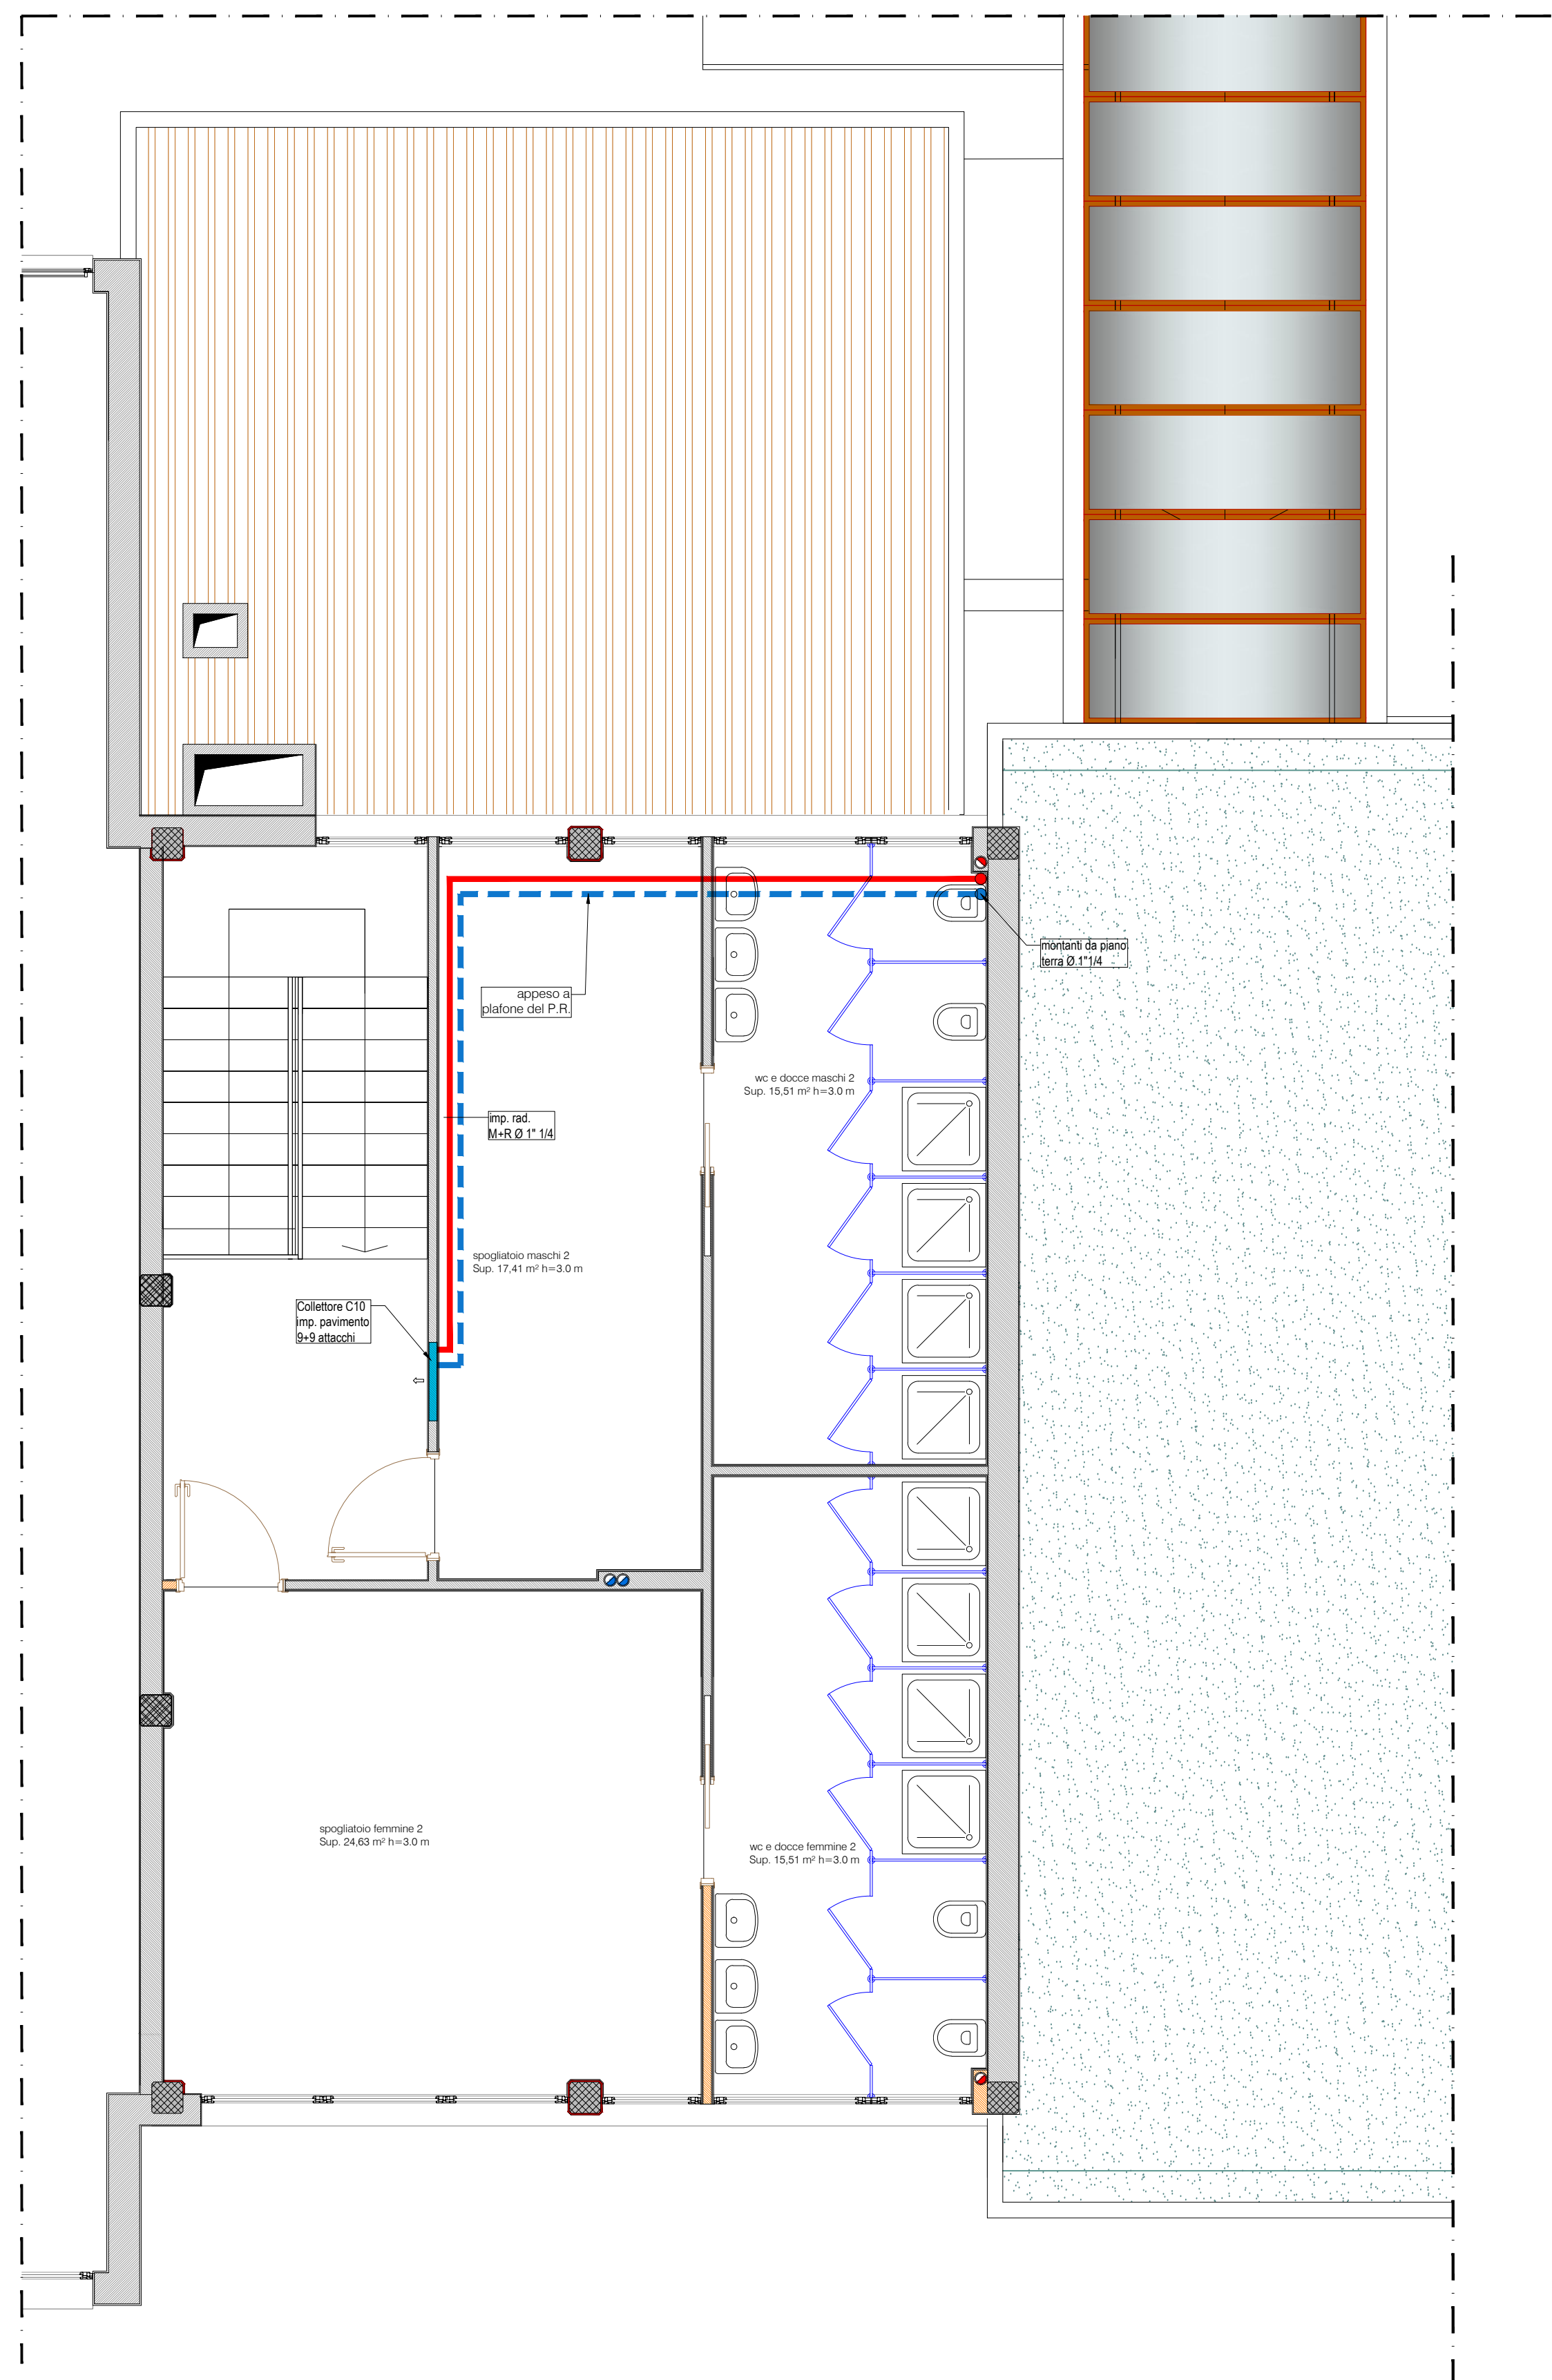 montanti da piano
terra Ø 1"1/4
appeso a
plafone del P.R.
wc e docce maschi 2
Sup. 15,51 m² h=3.0 m
imp. rad.
M+R Ø 1" 1/4
spogliatoio maschi 2
Sup. 17,41 m² h=3.0 m
Collettore C10
imp. pavimento
9+9 attacchi
spogliatoio femmine 2
Sup. 24,63 m² h=3.0 m
wc e docce femmine 2
Sup. 15,51 m² h=3.0 m